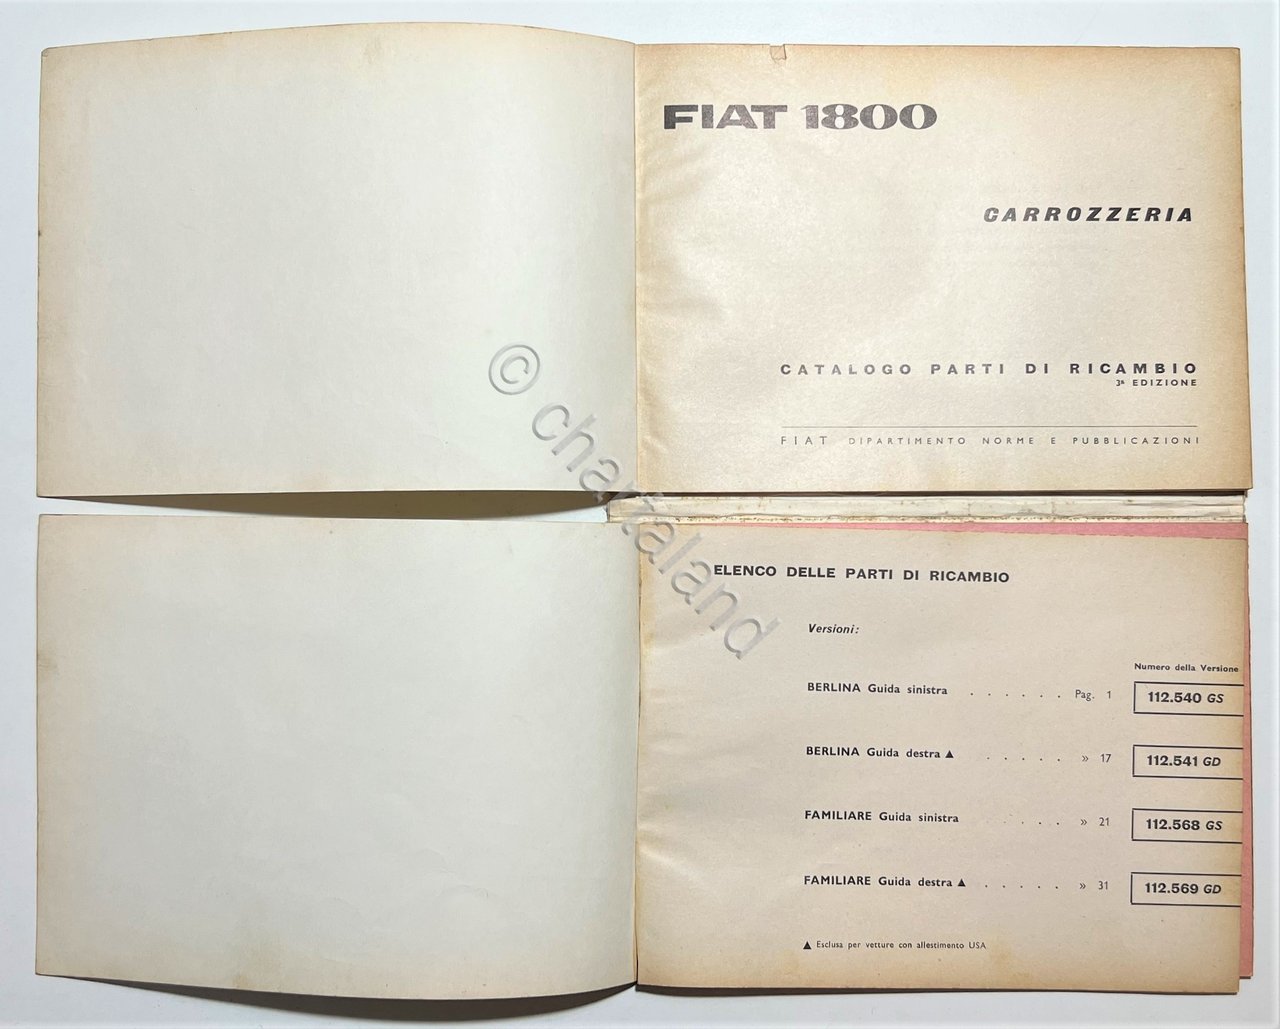 FIAT 1800
CARROZZERIA
CATALOGO PARTI DI RICAMBIO
3ª EDIZIONE
FIAT DIPARTIMENTO NORME E PUBBLICAZIONI
© chartaland
ELENCO DELLE PARTI DI RICAMBIO
Versioni:
Numero della Versione
BERLINA Guida sinistra . . . . . . Pag. 1 112.540 GS
BERLINA Guida destra ▲ . . . . . » 17 112.541 GD
FAMILIARE Guida sinistra . . . . » 21 112.568 GS
FAMILIARE Guida destra ▲ . . . . . » 31 112.569 GD
▲ Esclusa per vetture con allestimento USA